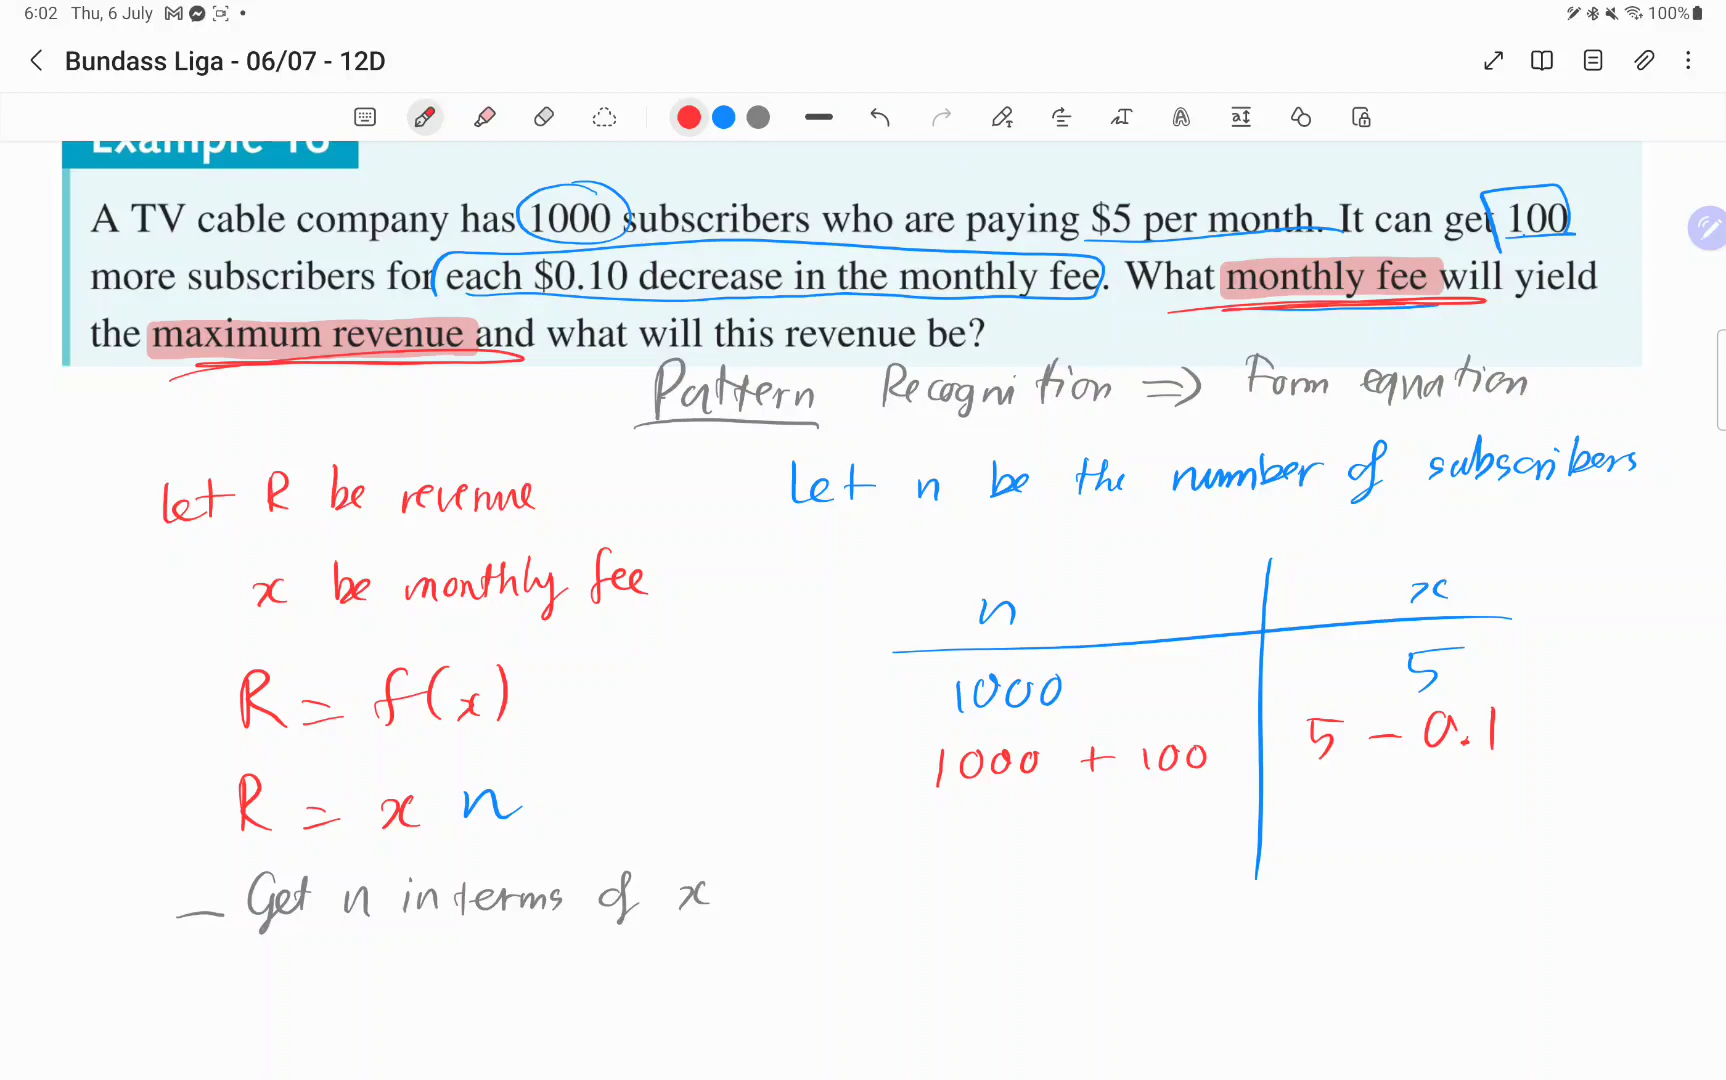 6:02 Thu, 6 July 100%
Bundass Liga - 06/07 - 12D
Example 16
A TV cable company has 1000 subscribers who are paying $5 per month. It can get 100
more subscribers for each $0.10 decrease in the monthly fee. What monthly fee will yield
the maximum revenue and what will this revenue be?
Pattern Recognition => Form equation
let R be revenue
Let n be the number of subscribers
x be monthly fee
n x
1000 5
1000 + 100 5 - 0.1
R = f(x)
R = x n
— Get n in terms of x